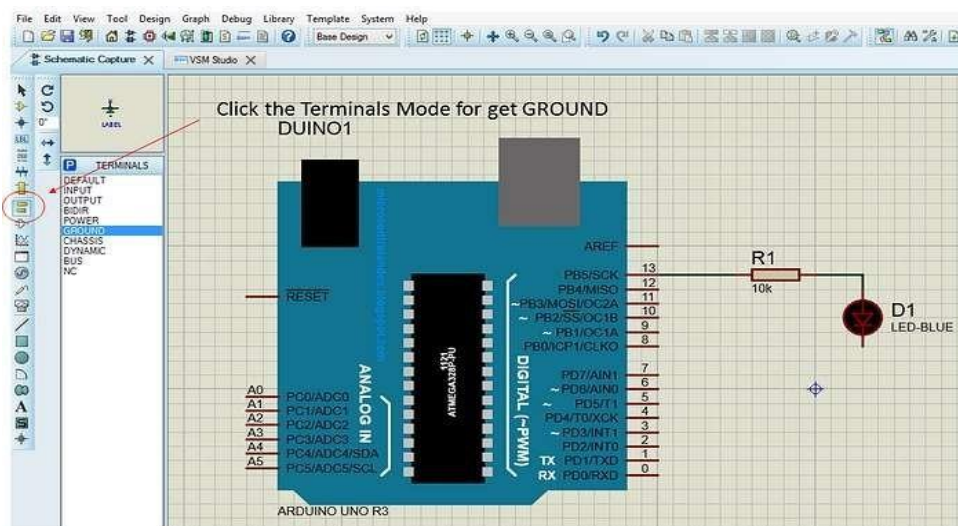 File Edit View Tool Design Graph Debug Library Template System Help
Base Design
Schematic Capture
VSM Studio
0°
LABEL
LBL
Click the Terminals Mode for get GROUND
DUINO1
P TERMINALS
DEFAULT
INPUT
OUTPUT
BIDIR
POWER
GROUND
CHASSIS
DYNAMIC
BUS
NC
A
S
RESET
A0 PC0/ADC0
A1 PC1/ADC1
A2 PC2/ADC2
A3 PC3/ADC3
A4 PC4/ADC4/SDA
A5 PC5/ADC5/SCL
ANALOG IN
1121
ATMEGA328P-PU
DIGITAL (~PWM)
AREF
PB5/SCK 13
PB4/MISO 12
~PB3/MOSI/OC2A 11
~ PB2/SS/OC1B 10
~ PB1/OC1A 9
PB0/ICP1/CLKO 8
PD7/AIN1 7
~ PD6/AIN0 6
~ PD5/T1 5
PD4/T0/XCK 4
~ PD3/INT1 3
PD2/INT0 2
TX PD1/TXD 1
RX PD0/RXD 0
R1
10k
D1
LED-BLUE
ARDUINO UNO R3